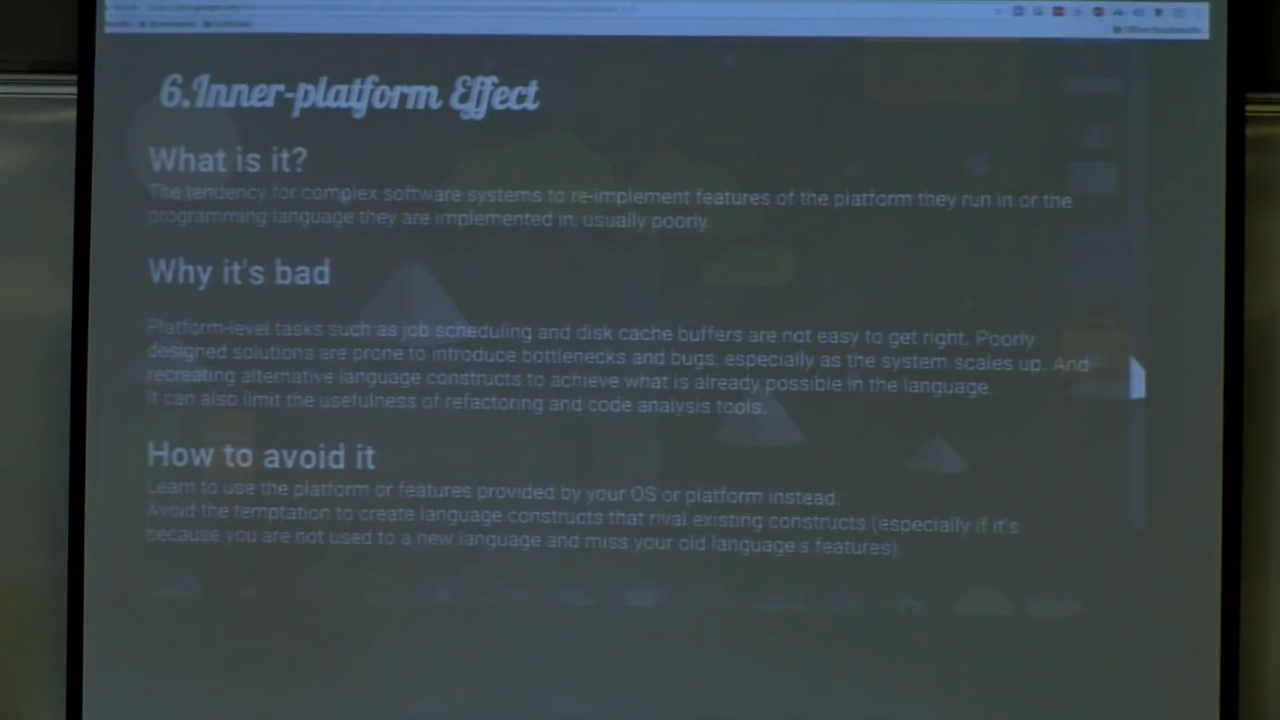 Other bookmarks
6.Inner-platform Effect
What is it?
The tendency for complex software systems to re-implement features of the platform they run in or the
programming language they are implemented in, usually poorly.
Why it's bad
Platform-level tasks such as job scheduling and disk cache buffers are not easy to get right. Poorly
designed solutions are prone to introduce bottlenecks and bugs, especially as the system scales up. And
recreating alternative language constructs to achieve what is already possible in the language.
It can also limit the usefulness of refactoring and code analysis tools.
How to avoid it
Learn to use the platform or features provided by your OS or platform instead.
Avoid the temptation to create language constructs that rival existing constructs (especially if it's
because you are not used to a new language and miss your old language's features).